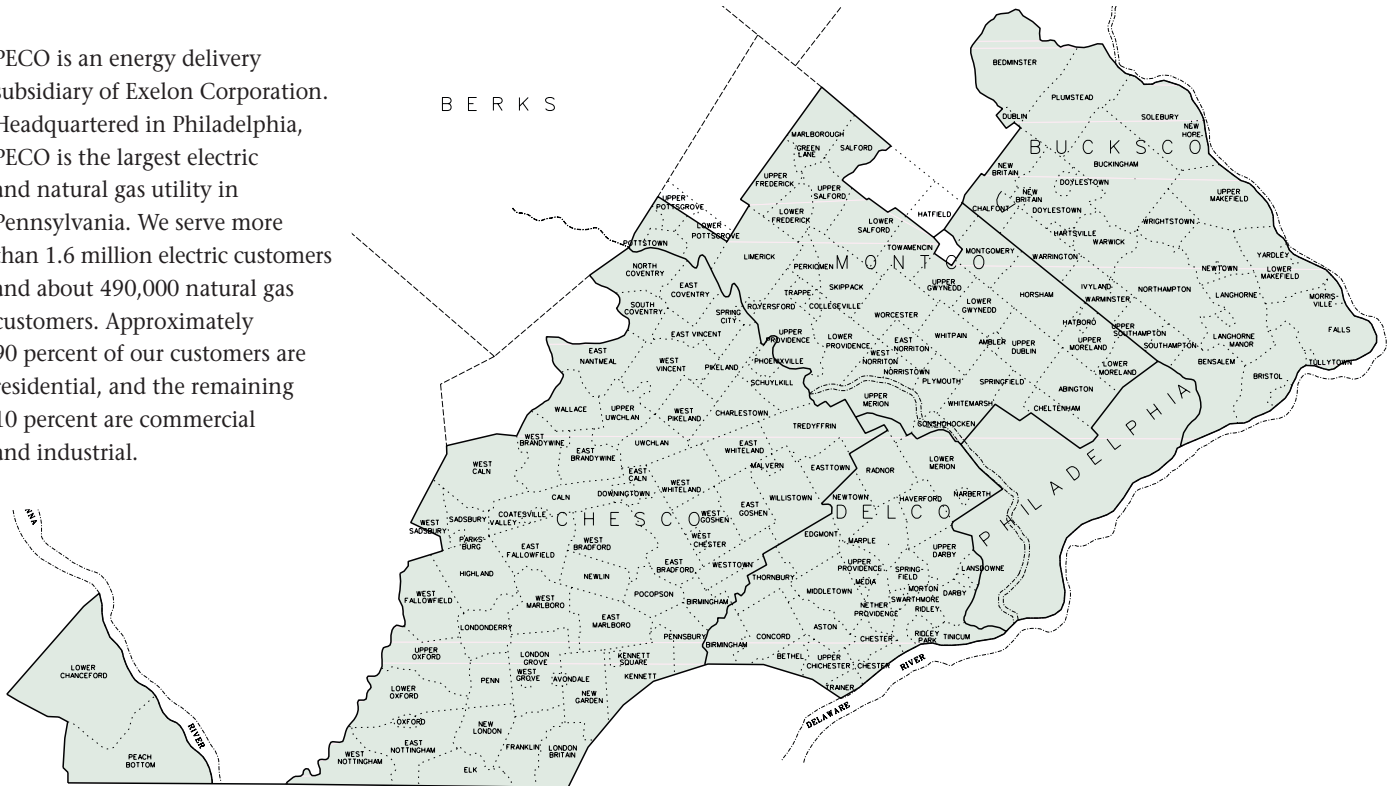 PECO is an energy delivery
subsidiary of Exelon Corporation.
Headquartered in Philadelphia,
PECO is the largest electric
and natural gas utility in
Pennsylvania. We serve more
than 1.6 million electric customers
and about 490,000 natural gas
customers. Approximately
90 percent of our customers are
residential, and the remaining
10 percent are commercial
and industrial.
BERKS
BEDMINSTER
PLUMSTEAD
DUBLIN
SOLEBURY
NEW
HOPE
BUCKSCO
BUCKINGHAM
NEW
BRITAIN
DOYLESTOWN
NEW
BRITAIN
CHALFONT
C
DOYLESTOWN
UPPER
MAKEFIELD
WRIGHTSTOWN
HARTSVILLE
WARWICK
WARRINGTON
YARDLEY
LOWER
MAKEFIELD
NEWTOWN
IVYLAND
WARMINSTER
NORTHAMPTON
LANGHORNE
MORRIS-
VILLE
FALLS
UPPER
SOUTHAMPTON
SOUTHAMPTON
LANGHORNE
MANOR
BENSALEM
TULLYTOWN
BRISTOL
MARLBOROUGH
GREEN
LANE
SALFORD
UPPER
FREDERICK
UPPER
SALFORD
UPPER
POTTSGROVE
LOWER
POTTSGROVE
POTTSTOWN
LOWER
FREDERICK
LOWER
SALFORD
HATFIELD
TOWAMENCIN
MONTGOMERY
LIMERICK
PERKIOMEN
MONTCO
SKIPPACK
TRAPPE
ROYERSFORD
COLLEGEVILLE
UPPER
GWYNEDD
LOWER
GWYNEDD
HORSHAM
WORCESTER
HATBORO
UPPER
PROVIDENCE
LOWER
PROVIDENCE
EAST
NORRITON
WEST
NORRITON
WHITPAIN
AMBLER
UPPER
DUBLIN
UPPER
MORELAND
LOWER
MORELAND
NORRISTOWN
PLYMOUTH
SPRINGFIELD
ABINGTON
UPPER
MERION
WHITEMARSH
CHELTENHAM
CONSHOHOCKEN
LOWER
MERION
NARBERTH
PHILADELPHIA
NORTH
COVENTRY
EAST
COVENTRY
SOUTH
COVENTRY
SPRING
CITY
EAST VINCENT
EAST
NANTMEAL
WEST
VINCENT
PIKELAND
PHOENIXVILLE
SCHUYLKILL
WALLACE
UPPER
UWCHLAN
WEST
PIKELAND
CHARLESTOWN
TREDYFFRIN
WEST
BRANDYWINE
EAST
BRANDYWINE
UWCHLAN
EAST
WHITELAND
MALVERN
EASTTOWN
WEST
CALN
EAST
CALN
CALN
DOWNINGTOWN
WEST
WHITELAND
WILLISTOWN
EAST
GOSHEN
WEST
GOSHEN
WEST
SADSBURY
SADSBURY
VALLEY
COATESVILLE
CHESCO
PARKS-
BURG
EAST
FALLOWFIELD
WEST
BRADFORD
WEST
CHESTER
EAST
BRADFORD
WESTTOWN
HIGHLAND
NEWLIN
WEST
FALLOWFIELD
WEST
MARLBORO
POCOPSON
BIRMINGHAM
LONDONDERRY
EAST
MARLBORO
PENNSBURY
UPPER
OXFORD
LONDON
GROVE
KENNETT
SQUARE
PENN
WEST
GROVE
AVONDALE
KENNETT
LOWER
OXFORD
NEW
GARDEN
OXFORD
NEW
LONDON
EAST
NOTTINGHAM
FRANKLIN
LONDON
BRITAIN
WEST
NOTTINGHAM
ELK
RADNOR
NEWTOWN
HAVERFORD
DELCO
EDGMONT
MARPLE
UPPER
DARBY
LANSDOWNE
THORNBURY
UPPER
PROVIDENCE
SPRING-
FIELD
MEDIA
MIDDLETOWN
MORTON
SWARTHMORE
DARBY
NETHER
PROVIDENCE
RIDLEY
ASTON
CONCORD
CHESTER
RIDLEY
PARK
TINICUM
BIRMINGHAM
BETHEL
UPPER
CHICHESTER
CHESTER
TRAINER
DELAWARE
RIVER
NNA
RIVER
LOWER
CHANCEFORD
PEACH
BOTTOM